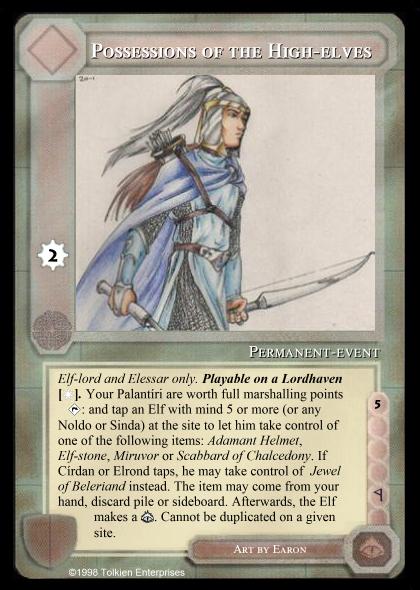 Possessions of the High-elves
2
Permanent-event
Elf-lord and Elessar only. Playable on a Lordhaven
[ ]. Your Palantiri are worth full marshalling points
: and tap an Elf with mind 5 or more (or any
Noldo or Sinda) at the site to let him take control of
one of the following items: Adamant Helmet,
Elf-stone, Miruvor or Scabbard of Chalcedony. If
Cirdan or Elrond taps, he may take control of Jewel
of Beleriand instead. The item may come from your
hand, discard pile or sideboard. Afterwards, the Elf
makes a . Cannot be duplicated on a given
site.
5
Art by Earon
©1998 Tolkien Enterprises